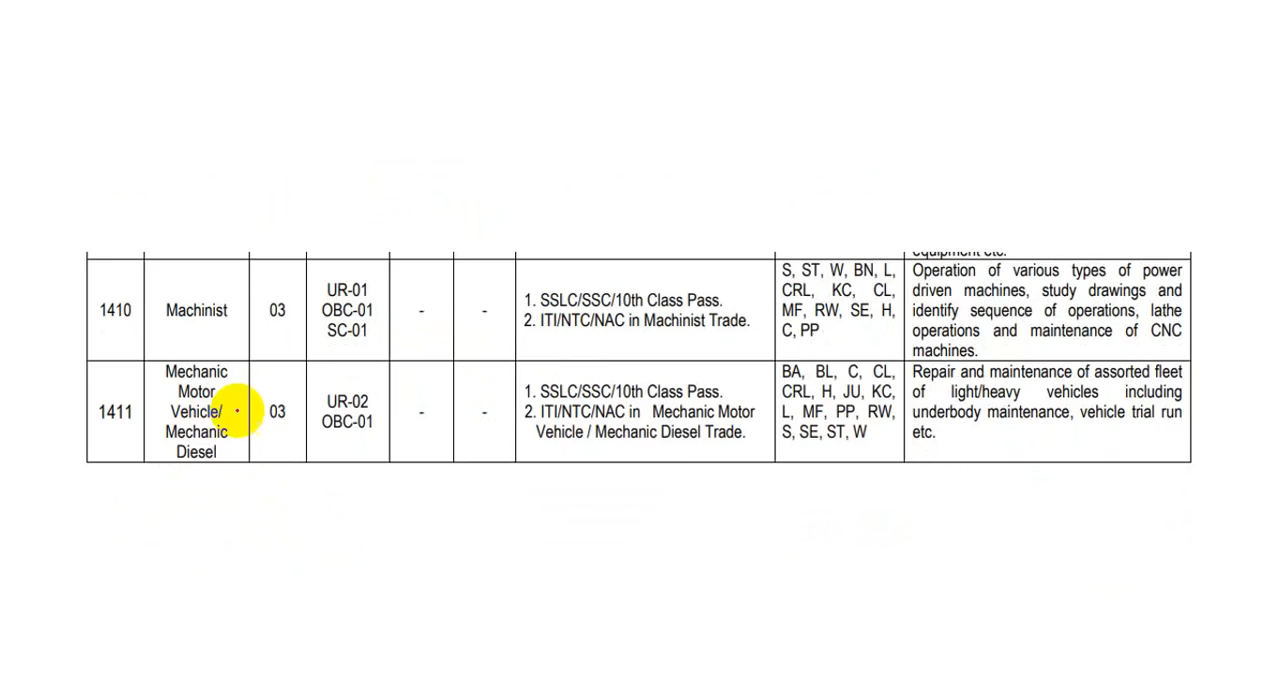 equipment etc.
1410
Machinist
03
UR-01
OBC-01
SC-01
-
-
1. SSLC/SSC/10th Class Pass.
2. ITI/NTC/NAC in Machinist Trade.
S, ST, W, BN, L,
CRL, KC, CL,
MF, RW, SE, H,
C, PP
Operation of various types of power
driven machines, study drawings and
identify sequence of operations, lathe
operations and maintenance of CNC
machines.
1411
Mechanic
Motor
Vehicle/
Mechanic
Diesel
03
UR-02
OBC-01
-
-
1. SSLC/SSC/10th Class Pass.
2. ITI/NTC/NAC in Mechanic Motor
Vehicle / Mechanic Diesel Trade.
BA, BL, C, CL,
CRL, H, JU, KC,
L, MF, PP, RW,
S, SE, ST, W
Repair and maintenance of assorted fleet
of light/heavy vehicles including
underbody maintenance, vehicle trial run
etc.